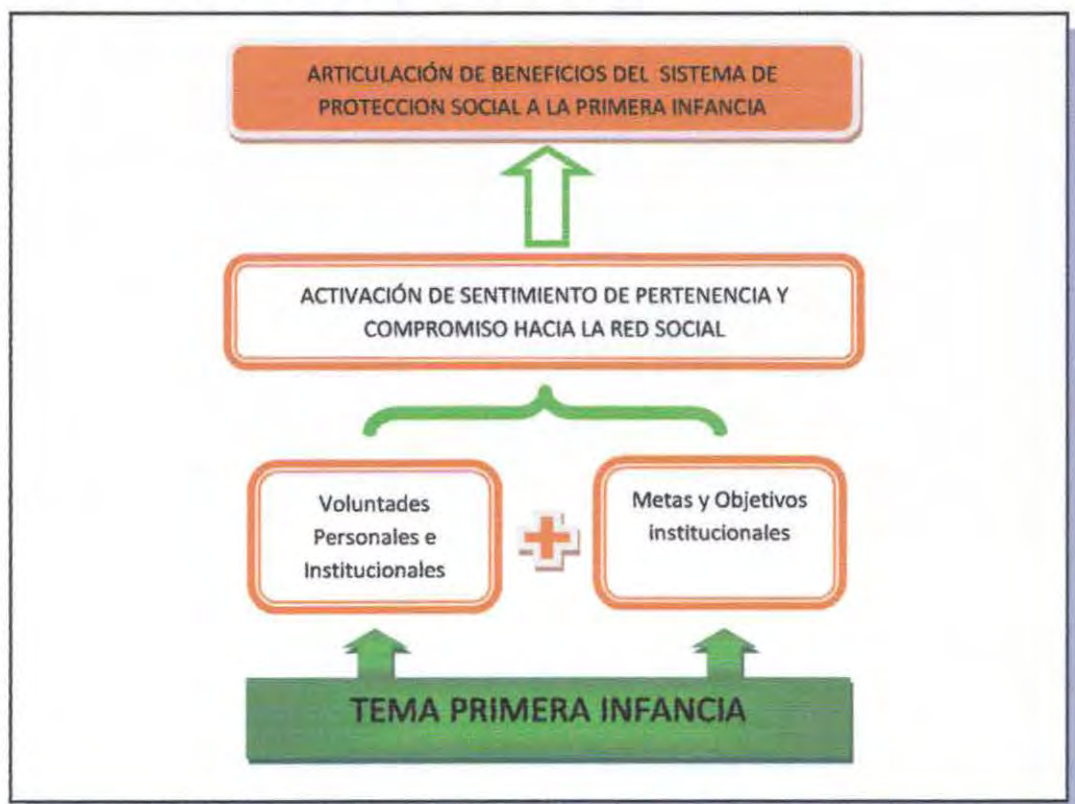 ARTICULACIÓN DE BENEFICIOS DEL SISTEMA DE
PROTECCION SOCIAL A LA PRIMERA INFANCIA
ACTIVACIÓN DE SENTIMIENTO DE PERTENENCIA Y
COMPROMISO HACIA LA RED SOCIAL
Voluntades
Personales e
Institucionales
Metas y Objetivos
institucionales
TEMA PRIMERA INFANCIA